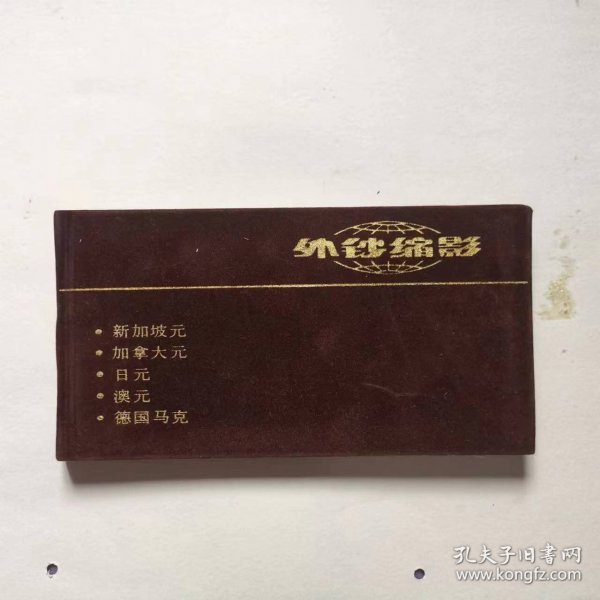 外钞缩影
• 新加坡元
• 加拿大元
• 日元
• 澳元
• 德国马克
孔夫子旧书网
www.kongfz.com